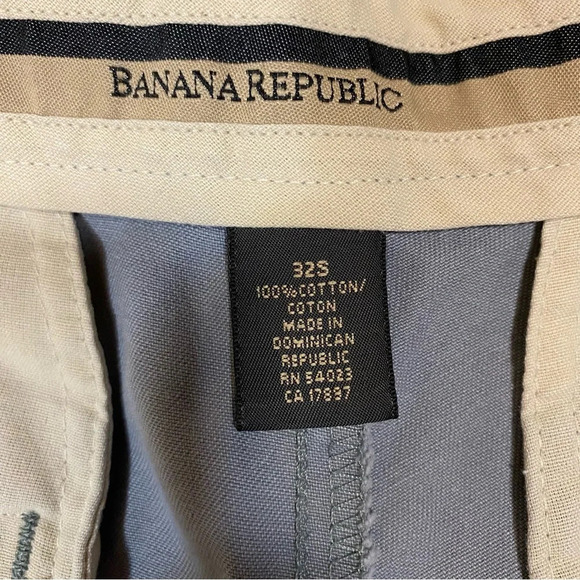 BANANA REPUBLIC
32S
100%COTTON/
COTON
MADE IN
DOMINICAN
REPUBLIC
RN 54023
CA 17897